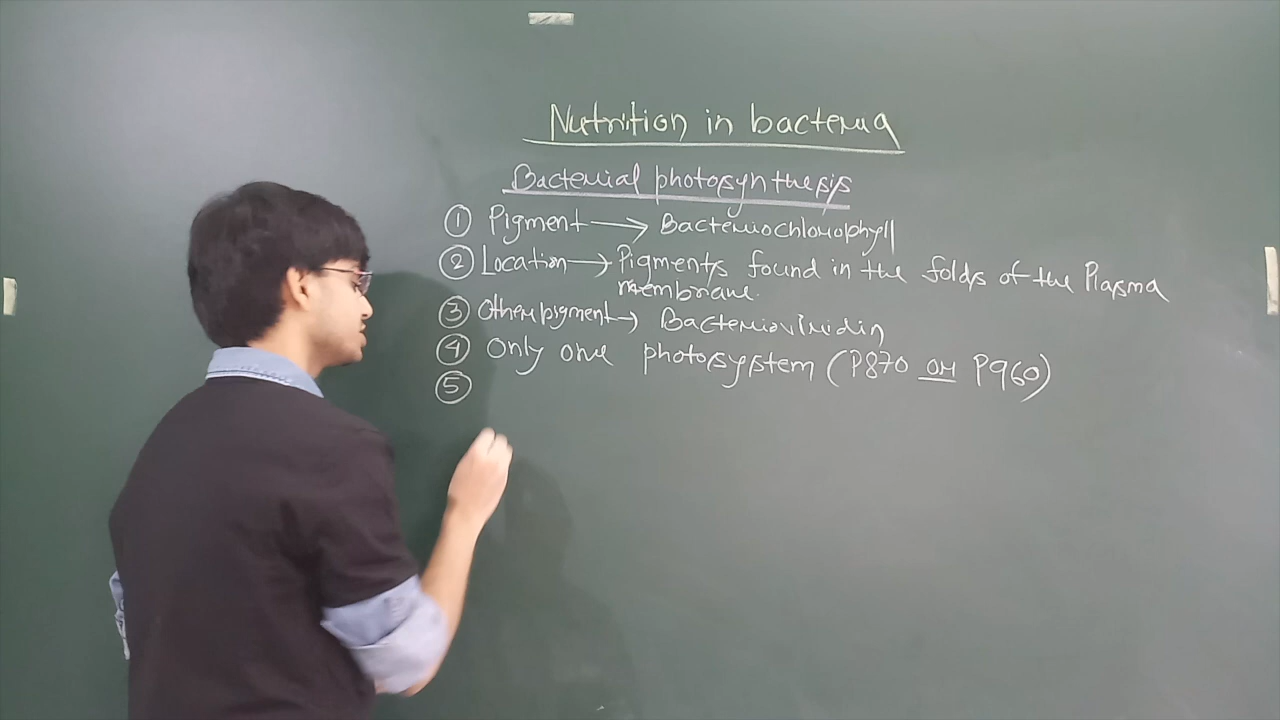 Nutrition in bacteria
Bacterial photosynthesis
① Pigment → Bacteriochlorophyll
② Location → Pigments found in the folds of the Plasma
membrane.
③ Other pigment → Bacterioviridin
④ Only one photosystem (P870 or P960)
⑤